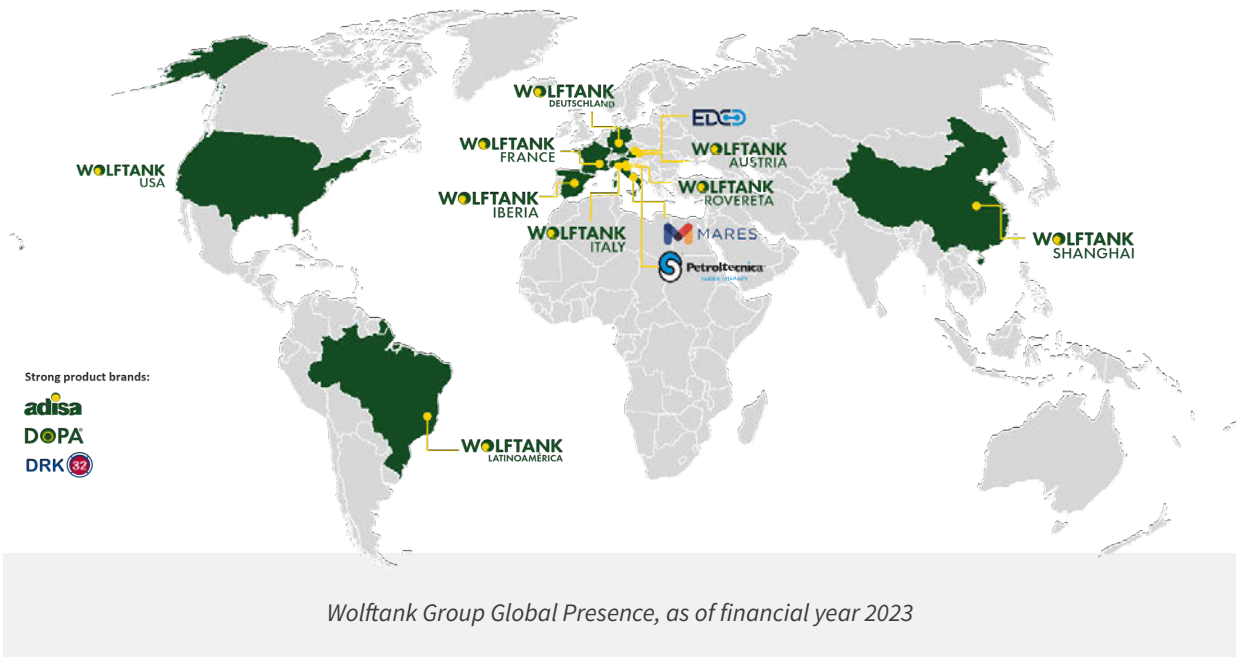 WOLFTANK
DEUTSCHLAND
EDCO
WOLFTANK
FRANCE
WOLFTANK
AUSTRIA
WOLFTANK
USA
WOLFTANK
ROVERETA
WOLFTANK
IBERIA
WOLFTANK
ITALY
MARES
WOLFTANK
SHANGHAI
Petroltecnica
Strong product brands:
adisa
DOPA®
DRK 32
WOLFTANK
LATINOAMÉRICA
Wolftank Group Global Presence, as of financial year 2023